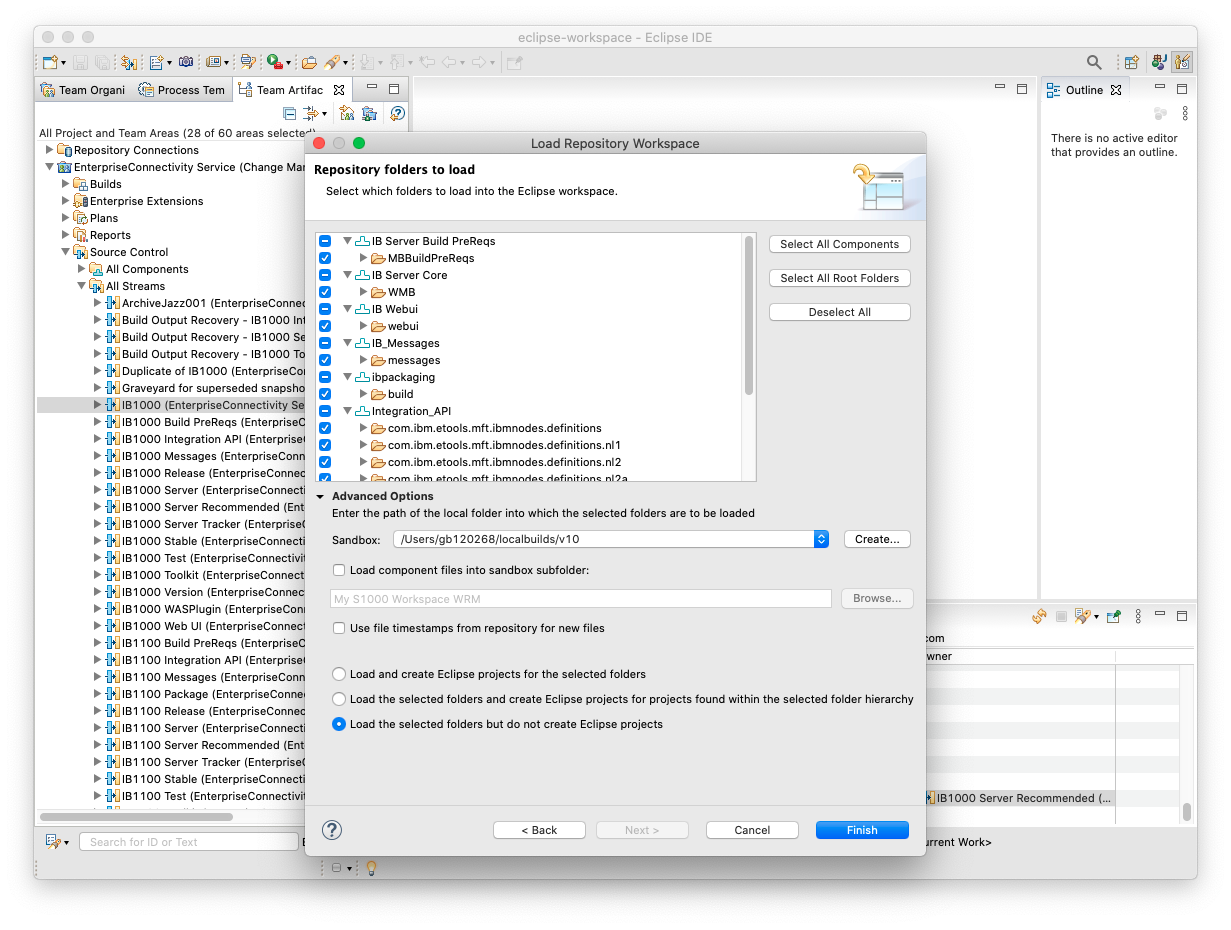 eclipse-workspace - Eclipse IDE
Team Organi
Process Tem
Team Artifac
Outline
All Project and Team Areas (28 of 60 areas selected)
There is no active editor
that provides an outline.
Repository Connections
EnterpriseConnectivity Service (Change Mar
Builds
Enterprise Extensions
Plans
Reports
Source Control
All Components
All Streams
ArchiveJazz001 (EnterpriseConnec
Build Output Recovery - IB1000 Int
Build Output Recovery - IB1000 Se
Build Output Recovery - IB1000 To
Duplicate of IB1000 (EnterpriseCon
Graveyard for superseded snapsho
IB1000 (EnterpriseConnectivity Se
IB1000 Build PreReqs (EnterpriseC
IB1000 Integration API (Enterprise
IB1000 Messages (EnterpriseConn
IB1000 Release (EnterpriseConnec
IB1000 Server (EnterpriseConnecti
IB1000 Server Recommended (Ent
IB1000 Server Tracker (Enterprise
IB1000 Stable (EnterpriseConnecti
IB1000 Test (EnterpriseConnectivit
IB1000 Toolkit (EnterpriseConnect
IB1000 Version (EnterpriseConnect
IB1000 WASPlugin (EnterpriseCon
IB1000 Web UI (EnterpriseConnect
IB1100 Build PreReqs (EnterpriseC
IB1100 Integration API (Enterprise
IB1100 Messages (EnterpriseConn
IB1100 Package (EnterpriseConne
IB1100 Release (EnterpriseConnec
IB1100 Server (EnterpriseConnecti
IB1100 Server Recommended (Ent
IB1100 Server Tracker (Enterprise
IB1100 Stable (EnterpriseConnecti
IB1100 Test (EnterpriseConnectivit
Search for ID or Text
Load Repository Workspace
Repository folders to load
Select which folders to load into the Eclipse workspace.
IB Server Build PreReqs
MBBuildPreReqs
IB Server Core
WMB
IB Webui
webui
IB_Messages
messages
ibpackaging
build
Integration_API
com.ibm.etools.mft.ibmnodes.definitions
com.ibm.etools.mft.ibmnodes.definitions.nl1
com.ibm.etools.mft.ibmnodes.definitions.nl2
com.ibm.etools.mft.ibmnodes.definitions.nl2a
Select All Components
Select All Root Folders
Deselect All
Advanced Options
Enter the path of the local folder into which the selected folders are to be loaded
Sandbox: /Users/gb120268/localbuilds/v10 Create...
Load component files into sandbox subfolder:
My S1000 Workspace WRM Browse...
Use file timestamps from repository for new files
Load and create Eclipse projects for the selected folders
Load the selected folders and create Eclipse projects for projects found within the selected folder hierarchy
Load the selected folders but do not create Eclipse projects
? < Back Next > Cancel Finish
com
wner
IB1000 Server Recommended (...
urrent Work>